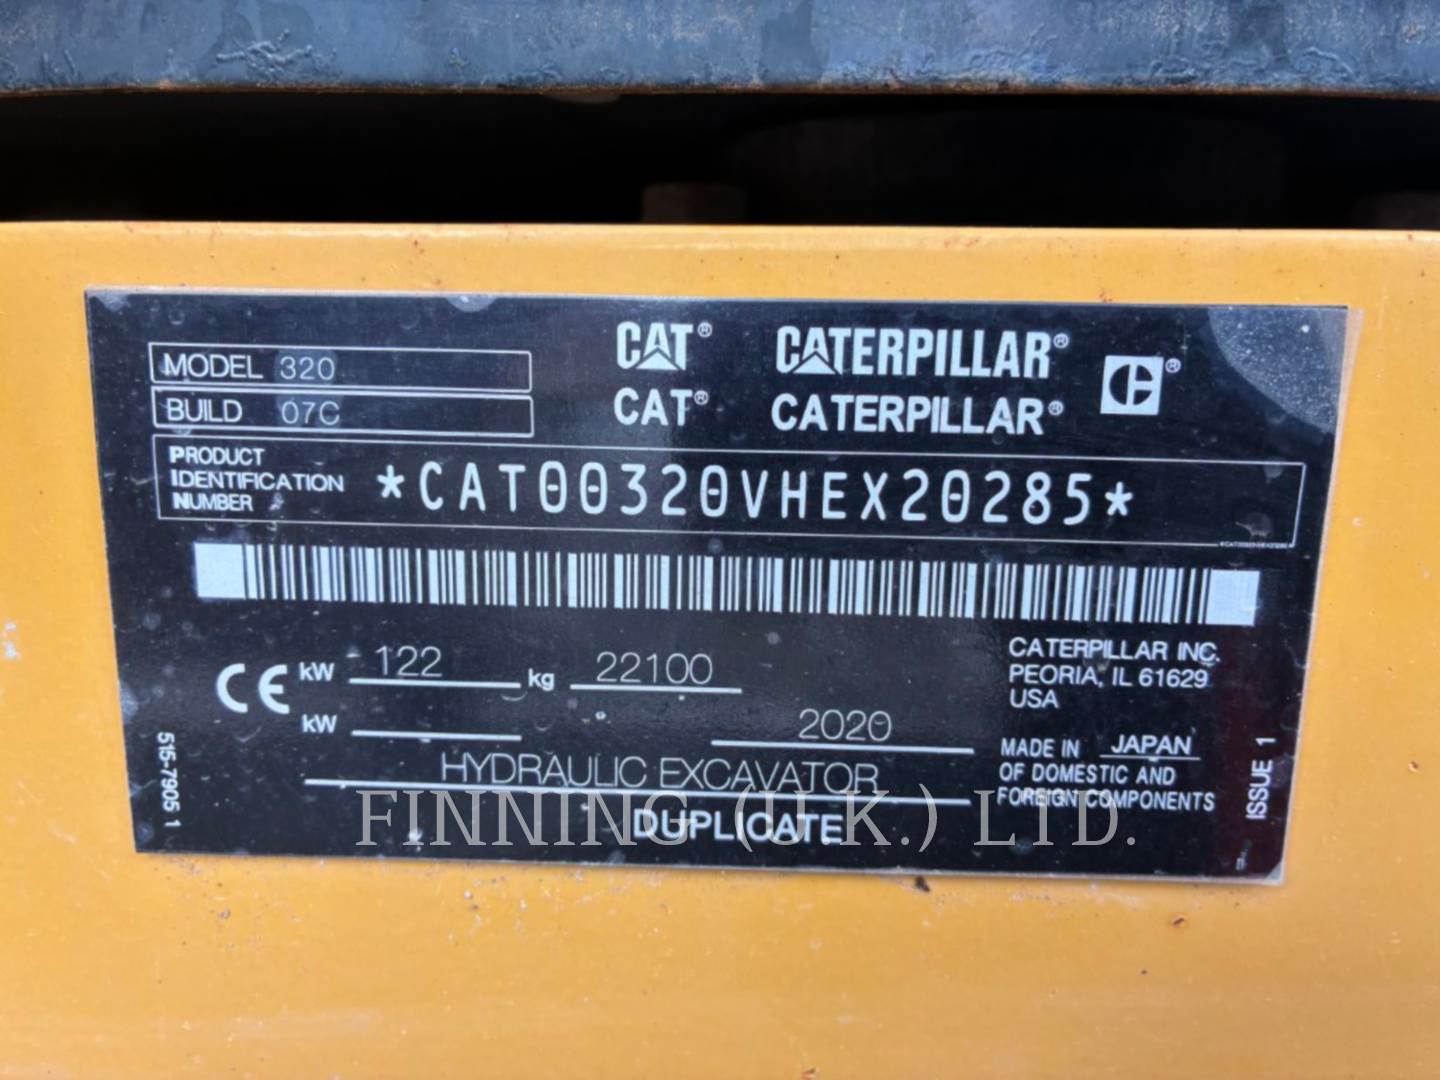 MODEL 320
BUILD 07C
CAT® CATERPILLAR®
CAT® CATERPILLAR®
PRODUCT
IDENTIFICATION
NUMBER
*CAT00320VHEX20285*
kW 122 kg 22100
kW
2020
HYDRAULIC EXCAVATOR
DUPLICATE
CATERPILLAR INC.
PEORIA, IL 61629
USA
MADE IN JAPAN
OF DOMESTIC AND
FOREIGN COMPONENTS
515-7905 1
ISSUE 1
FINNING (U.K.) LTD.